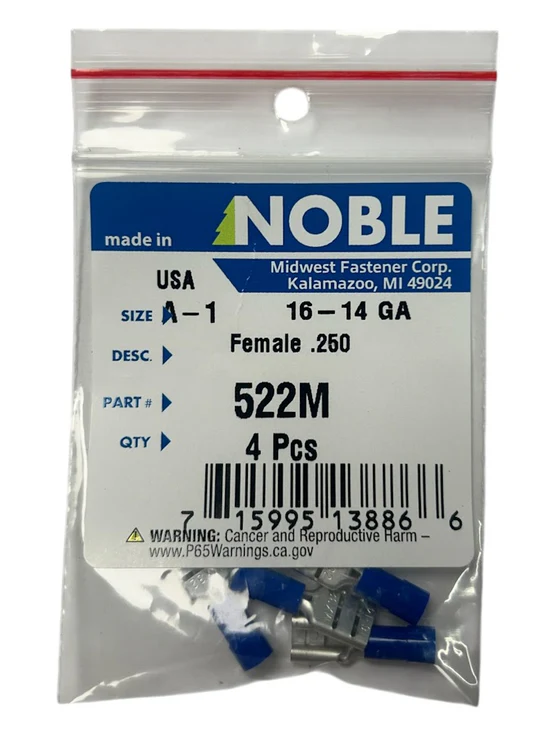 NOBLE
made in
Midwest Fastener Corp.
Kalamazoo, MI 49024
USA
SIZE A-1 16-14 GA
DESC. Female .250
PART # 522M
QTY 4 Pcs
7 15995 13886 6
WARNING: Cancer and Reproductive Harm –
www.P65Warnings.ca.gov